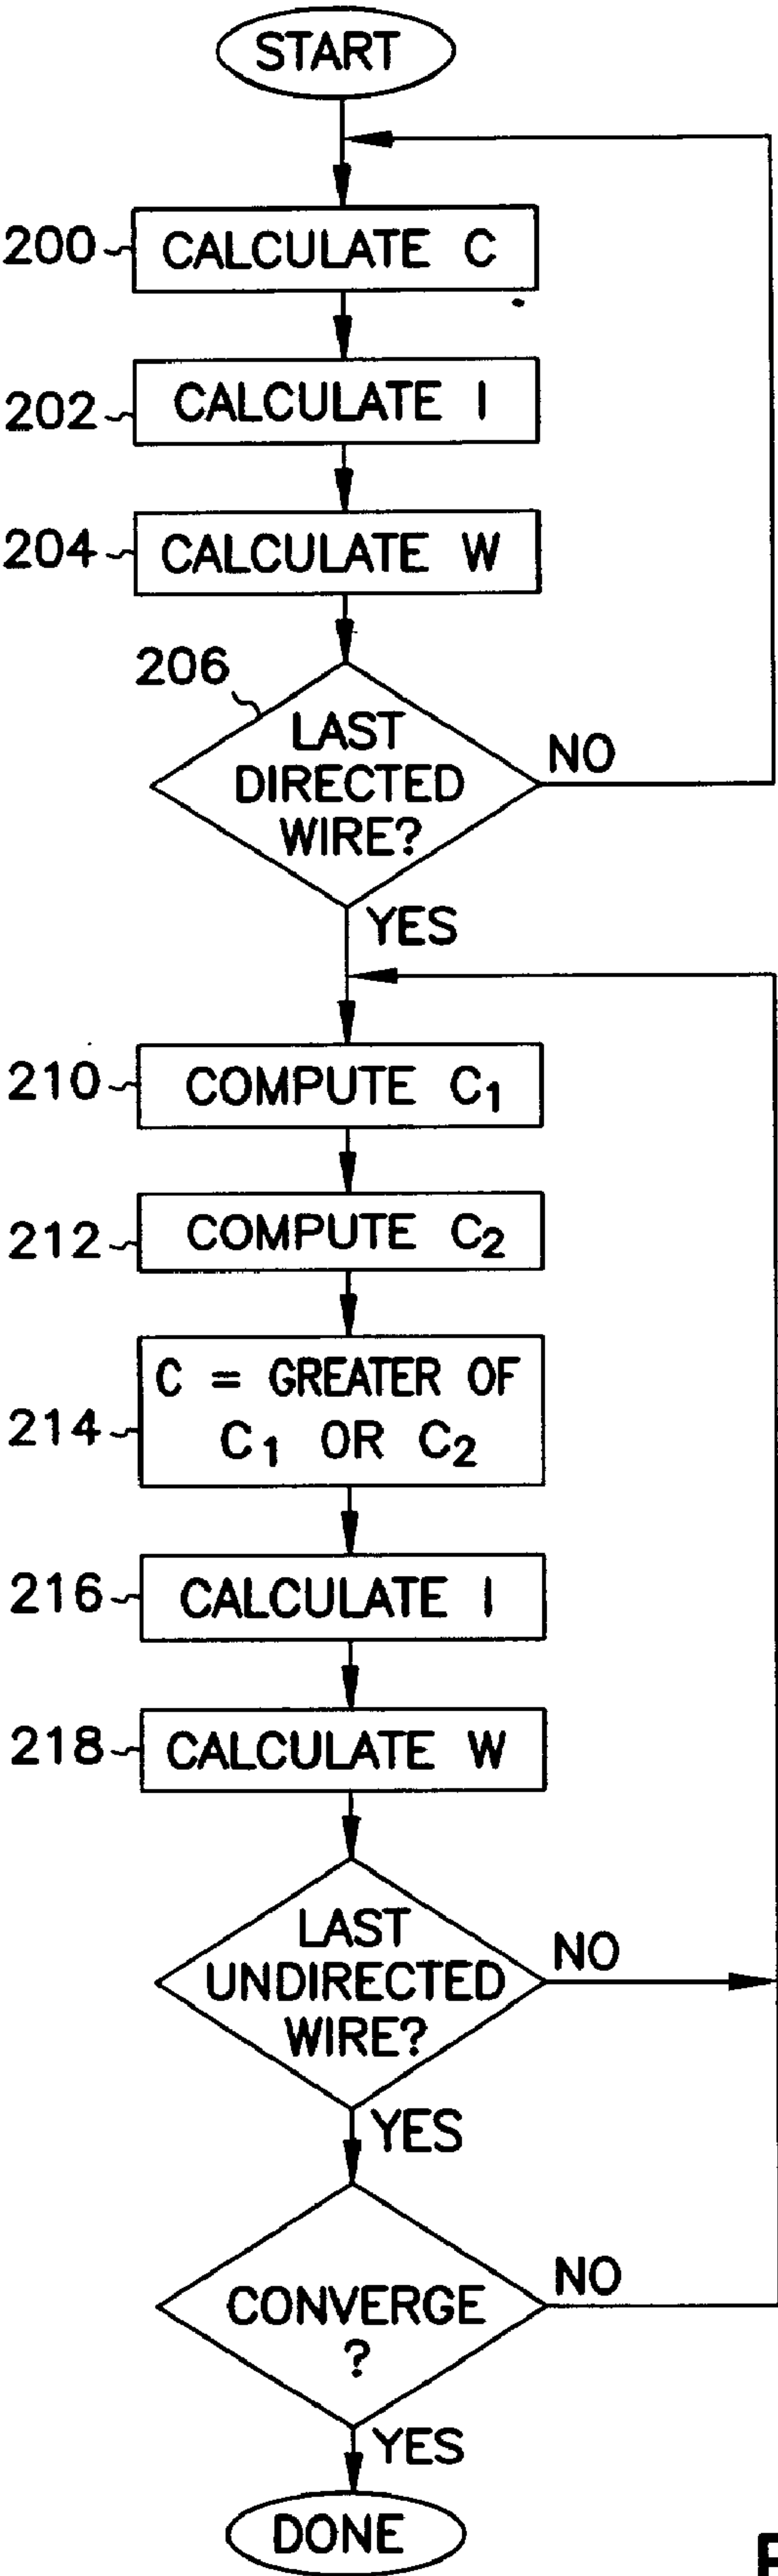 START
200 CALCULATE C
202 CALCULATE I
204 CALCULATE W
206
LAST
DIRECTED
WIRE?
NO
YES
210 COMPUTE C₁
212 COMPUTE C₂
214
C = GREATER OF
C₁ OR C₂
216 CALCULATE I
218 CALCULATE W
LAST
UNDIRECTED
WIRE?
NO
YES
CONVERGE
?
NO
YES
DONE